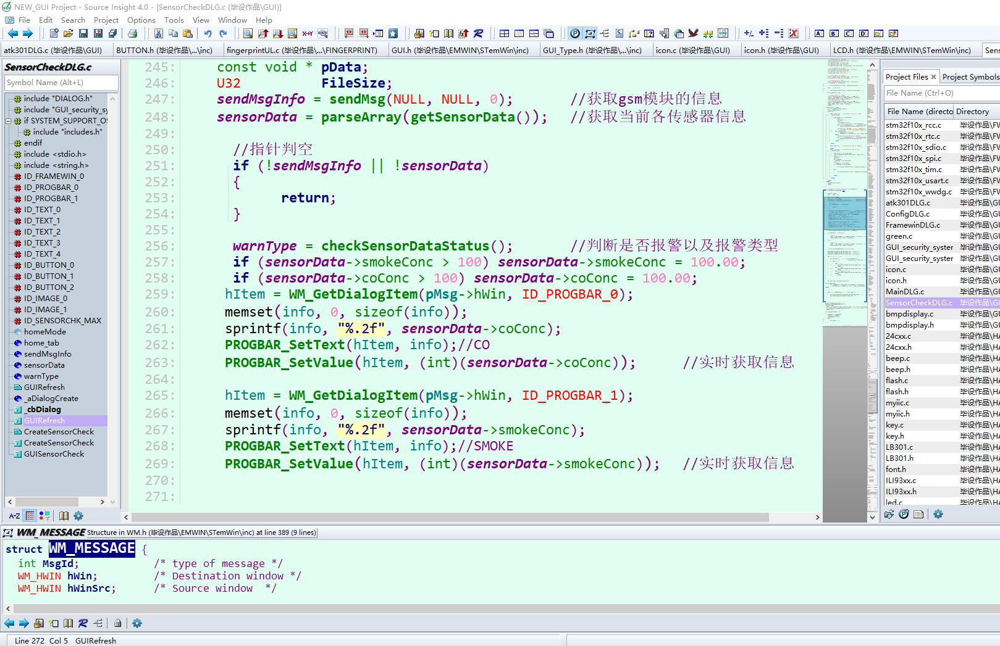 NEW_GUI Project - Source Insight 4.0 - [SensorCheckDLG.c (毕设作品\GUI)]
File Edit Search Project Options Tools View Window Help
atk301DLG.c (毕设作品\GUI) BUTTON.h (毕设作品\...\inc) fingerprintUL.c (毕设作品\...\FINGERPRINT) GUI.h (毕设作品\EMWIN\STemWin\inc) GUI_Type.h (毕设作品\...\inc) icon.c (毕设作品\GUI) icon.h (毕设作品\GUI) LCD.h (毕设作品\EMWIN\STemWin\inc) Sens
SensorCheckDLG.c
Symbol Name (Alt+L)
include "DIALOG.h"
include "GUI_security_sy
if SYSTEM_SUPPORT_OS
include "includes.h"
endif
include <stdio.h>
include <string.h>
ID_FRAMEWIN_0
ID_PROGBAR_0
ID_PROGBAR_1
ID_TEXT_0
ID_TEXT_1
ID_TEXT_2
ID_TEXT_3
ID_TEXT_4
ID_BUTTON_0
ID_BUTTON_1
ID_BUTTON_2
ID_IMAGE_0
ID_IMAGE_1
ID_SENSORCHK_MAX
homeMode
home_tab
sendMsgInfo
sensorData
warnType
GUIRefresh
_aDialogCreate
_cbDialog
GUIRefresh
CreateSensorCheck
CreateSensorCheck
GUISensorCheck
A-Z
245: const void * pData;
246: U32 FileSize;
247: sendMsgInfo = sendMsg(NULL, NULL, 0); //获取gsm模块的信息
248: sensorData = parseArray(getSensorData()); //获取当前各传感器信息
249:
250: //指针判空
251: if (!sendMsgInfo || !sensorData)
252: {
253: return;
254: }
255:
256: warnType = checkSensorDataStatus(); //判断是否报警以及报警类型
257: if (sensorData->smokeConc > 100) sensorData->smokeConc = 100.00;
258: if (sensorData->coConc > 100) sensorData->coConc = 100.00;
259: hItem = WM_GetDialogItem(pMsg->hWin, ID_PROGBAR_0);
260: memset(info, 0, sizeof(info));
261: sprintf(info, "%.2f", sensorData->coConc);
262: PROGBAR_SetText(hItem, info);//CO
263: PROGBAR_SetValue(hItem, (int)(sensorData->coConc)); //实时获取信息
264:
265: hItem = WM_GetDialogItem(pMsg->hWin, ID_PROGBAR_1);
266: memset(info, 0, sizeof(info));
267: sprintf(info, "%.2f", sensorData->smokeConc);
268: PROGBAR_SetText(hItem, info);//SMOKE
269: PROGBAR_SetValue(hItem, (int)(sensorData->smokeConc)); //实时获取信息
270:
271:
Project Files Project Symbols
File Name (Ctrl+O)
File Name (directo Directory
stm32f10x_rcc.c 毕设作品\FW
stm32f10x_rtc.c 毕设作品\FW
stm32f10x_sdio.c 毕设作品\FW
stm32f10x_spi.c 毕设作品\FW
stm32f10x_tim.c 毕设作品\FW
stm32f10x_usart.c 毕设作品\FW
stm32f10x_wwdg.c 毕设作品\FW
atk301DLG.c 毕设作品\GU
ConfigDLG.c 毕设作品\GU
FramewinDLG.c 毕设作品\GU
green.c 毕设作品\GU
GUI_security_system 毕设作品\GU
GUI_security_system 毕设作品\GU
icon.c 毕设作品\GU
icon.h 毕设作品\GU
MainDLG.c 毕设作品\GU
SensorCheckDLG.c 毕设作品\GU
bmpdisplay.c 毕设作品\GU
bmpdisplay.h 毕设作品\GU
24cxx.c 毕设作品\HA
24cxx.h 毕设作品\HA
beep.c 毕设作品\HA
beep.h 毕设作品\HA
flash.c 毕设作品\HA
flash.h 毕设作品\HA
myiic.c 毕设作品\HA
myiic.h 毕设作品\HA
key.c 毕设作品\HA
key.h 毕设作品\HA
LB301.c 毕设作品\HA
LB301.h 毕设作品\HA
font.h 毕设作品\HA
ILI93xx.c 毕设作品\HA
ILI93xx.h 毕设作品\HA
led.c 毕设作品\HA
WM_MESSAGE Structure in WM.h (毕设作品\EMWIN\STemWin\inc) at line 389 (9 lines)
struct WM_MESSAGE {
int MsgId; /* type of message */
WM_HWIN hWin; /* Destination window */
WM_HWIN hWinSrc; /* Source window */
Line 272 Col 5 GUIRefresh